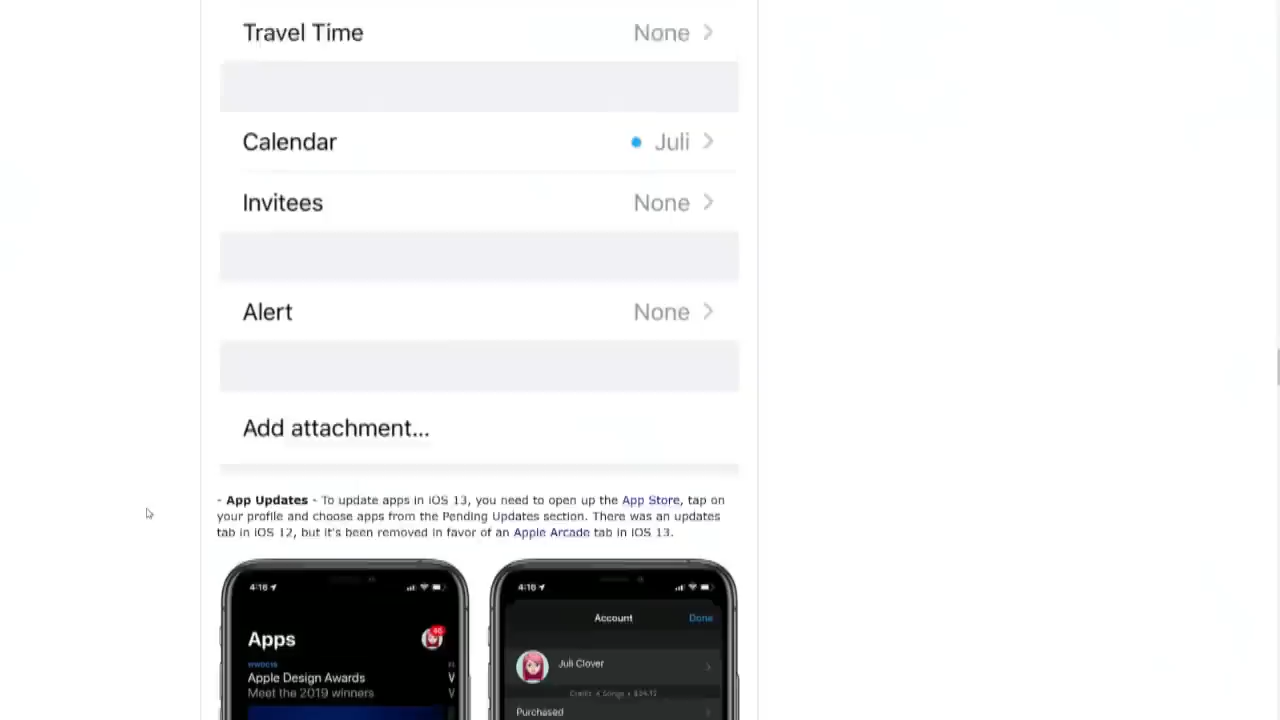 Travel Time None
Calendar Juli
Invitees None
Alert None
Add attachment...
- App Updates - To update apps in iOS 13, you need to open up the App Store, tap on
your profile and choose apps from the Pending Updates section. There was an updates
tab in iOS 12, but it's been removed in favor of an Apple Arcade tab in iOS 13.
4:16
4:16
Account Done
Apps
Juli Clover
WWDC19
Apple Design Awards
Meet the 2019 winners
Purchased